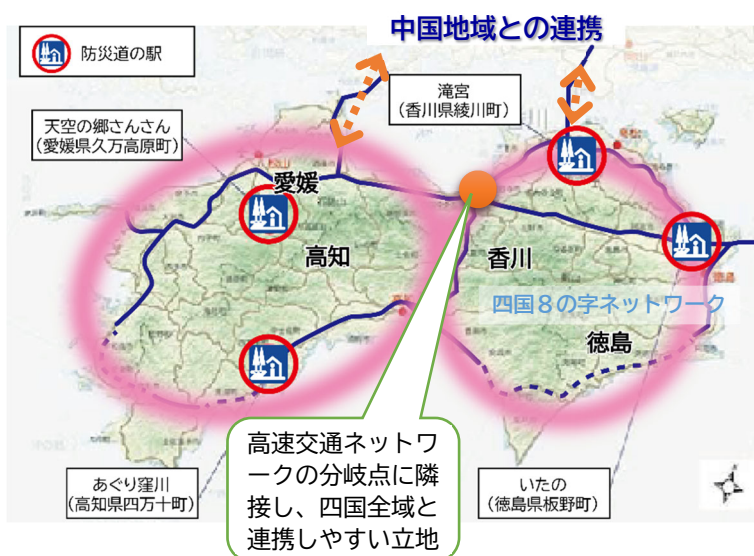 中国地域との連携
防災道の駅
滝宮
(香川県綾川町)
天空の郷さんさん
(愛媛県久万高原町)
愛媛
高知
香川
四国8の字ネットワーク
徳島
高速交通ネットワ
ークの分岐点に隣
接し、四国全域と
連携しやすい立地
あぐり窪川
(高知県四万十町)
いたの
(徳島県板野町)